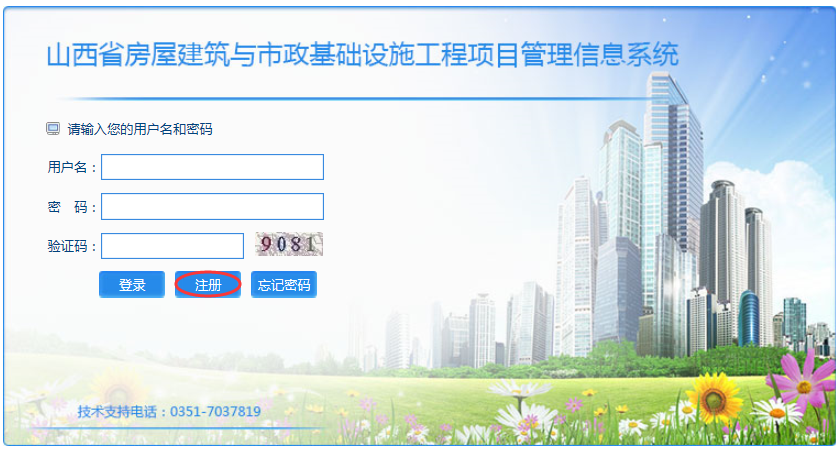 山西省房屋建筑与市政基础设施工程项目管理信息系统
请输入您的用户名和密码
用户名：
密　码：
验证码： 9081
登录 注册 忘记密码
技术支持电话：0351-7037819